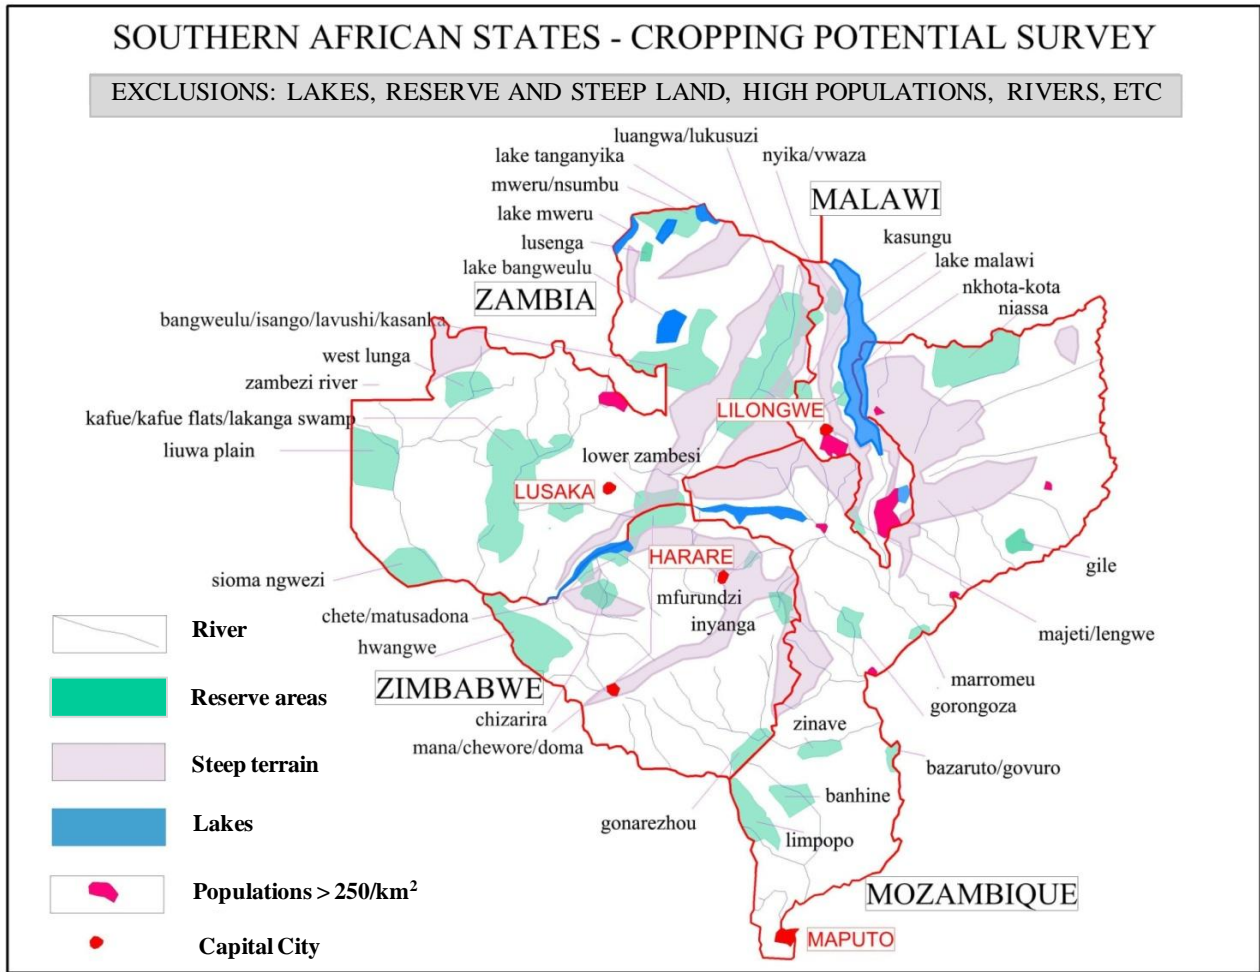 SOUTHERN AFRICAN STATES - CROPPING POTENTIAL SURVEY
EXCLUSIONS: LAKES, RESERVE AND STEEP LAND, HIGH POPULATIONS, RIVERS, ETC
luangwa/lukusuzi
lake tanganyika
nyika/vwaza
mweru/nsumbu
MALAWI
lake mweru
kasungu
lusenga
lake malawi
lake bangweulu
nkhota-kota
ZAMBIA
niassa
bangweulu/isango/lavushi/kasanka
west lunga
zambezi river
LILONGWE
kafue/kafue flats/lakanga swamp
liuwa plain
lower zambesi
LUSAKA
HARARE
gile
sioma ngwezi
mfurundzi
chete/matusadona
inyanga
majeti/lengwe
hwangwe
marromeu
ZIMBABWE
gorongoza
chizarira
zinave
mana/chewore/doma
bazaruto/govuro
banhine
gonarezhou
limpopo
MOZAMBIQUE
MAPUTO
River
Reserve areas
Steep terrain
Lakes
Populations > 250/km²
Capital City